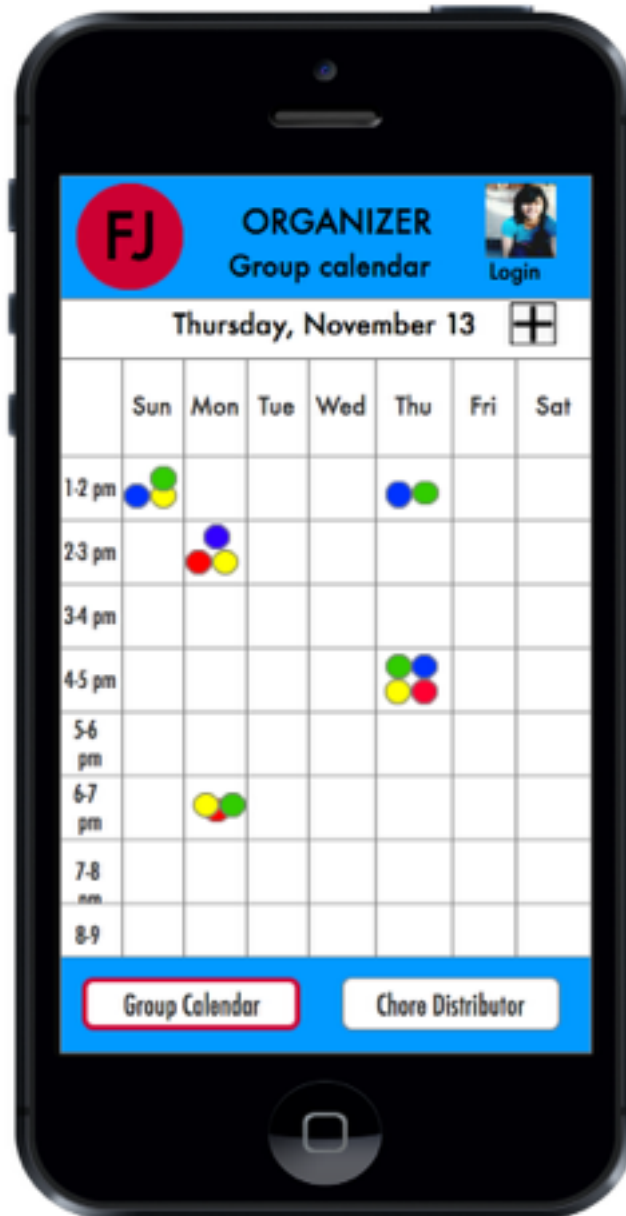 FJ
ORGANIZER
Group calendar
Login
Thursday, November 13
Sun Mon Tue Wed Thu Fri Sat
1-2 pm
2-3 pm
3-4 pm
4-5 pm
5-6
pm
6-7
pm
7-8
pm
8-9
Group Calendar
Chore Distributor